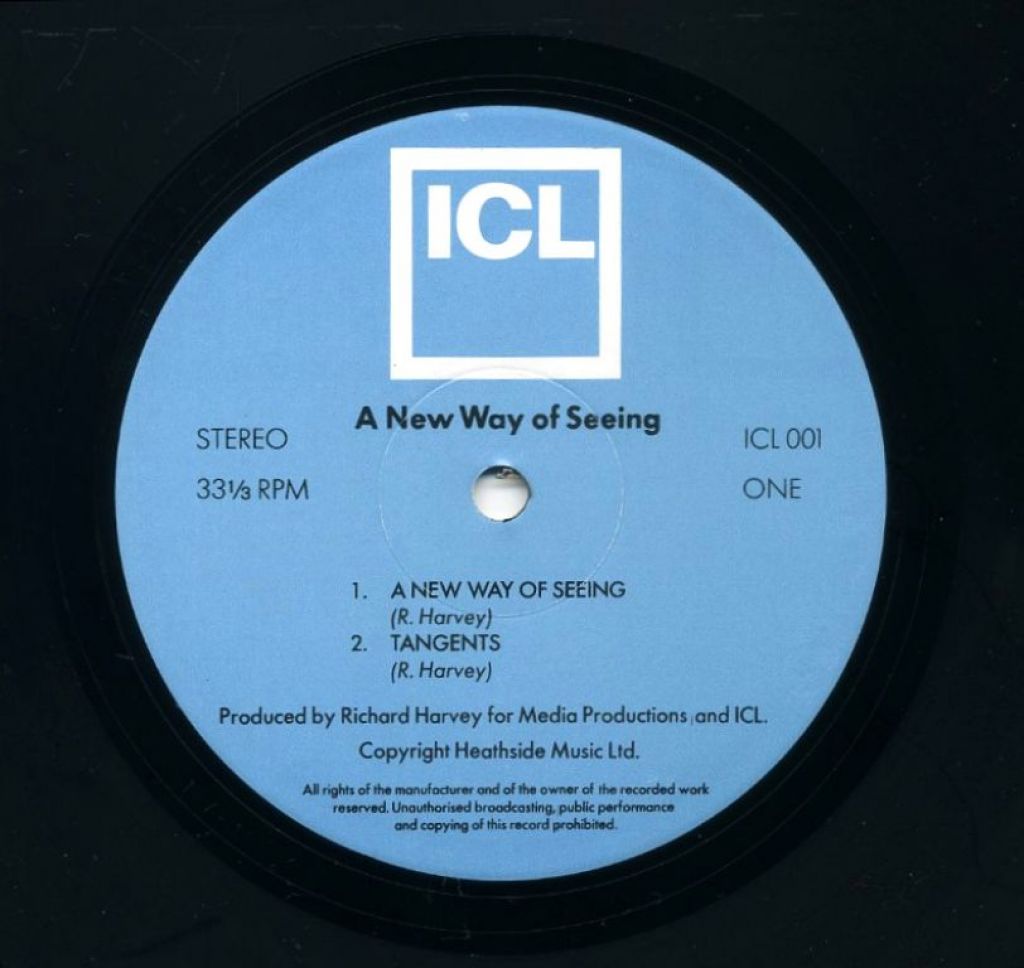 ICL
A New Way of Seeing
STEREO
ICL 001
33⅓ RPM
ONE
1. A NEW WAY OF SEEING
(R. Harvey)
2. TANGENTS
(R. Harvey)
Produced by Richard Harvey for Media Productions and ICL.
Copyright Heathside Music Ltd.
All rights of the manufacturer and of the owner of the recorded work
reserved. Unauthorised broadcasting, public performance
and copying of this record prohibited.